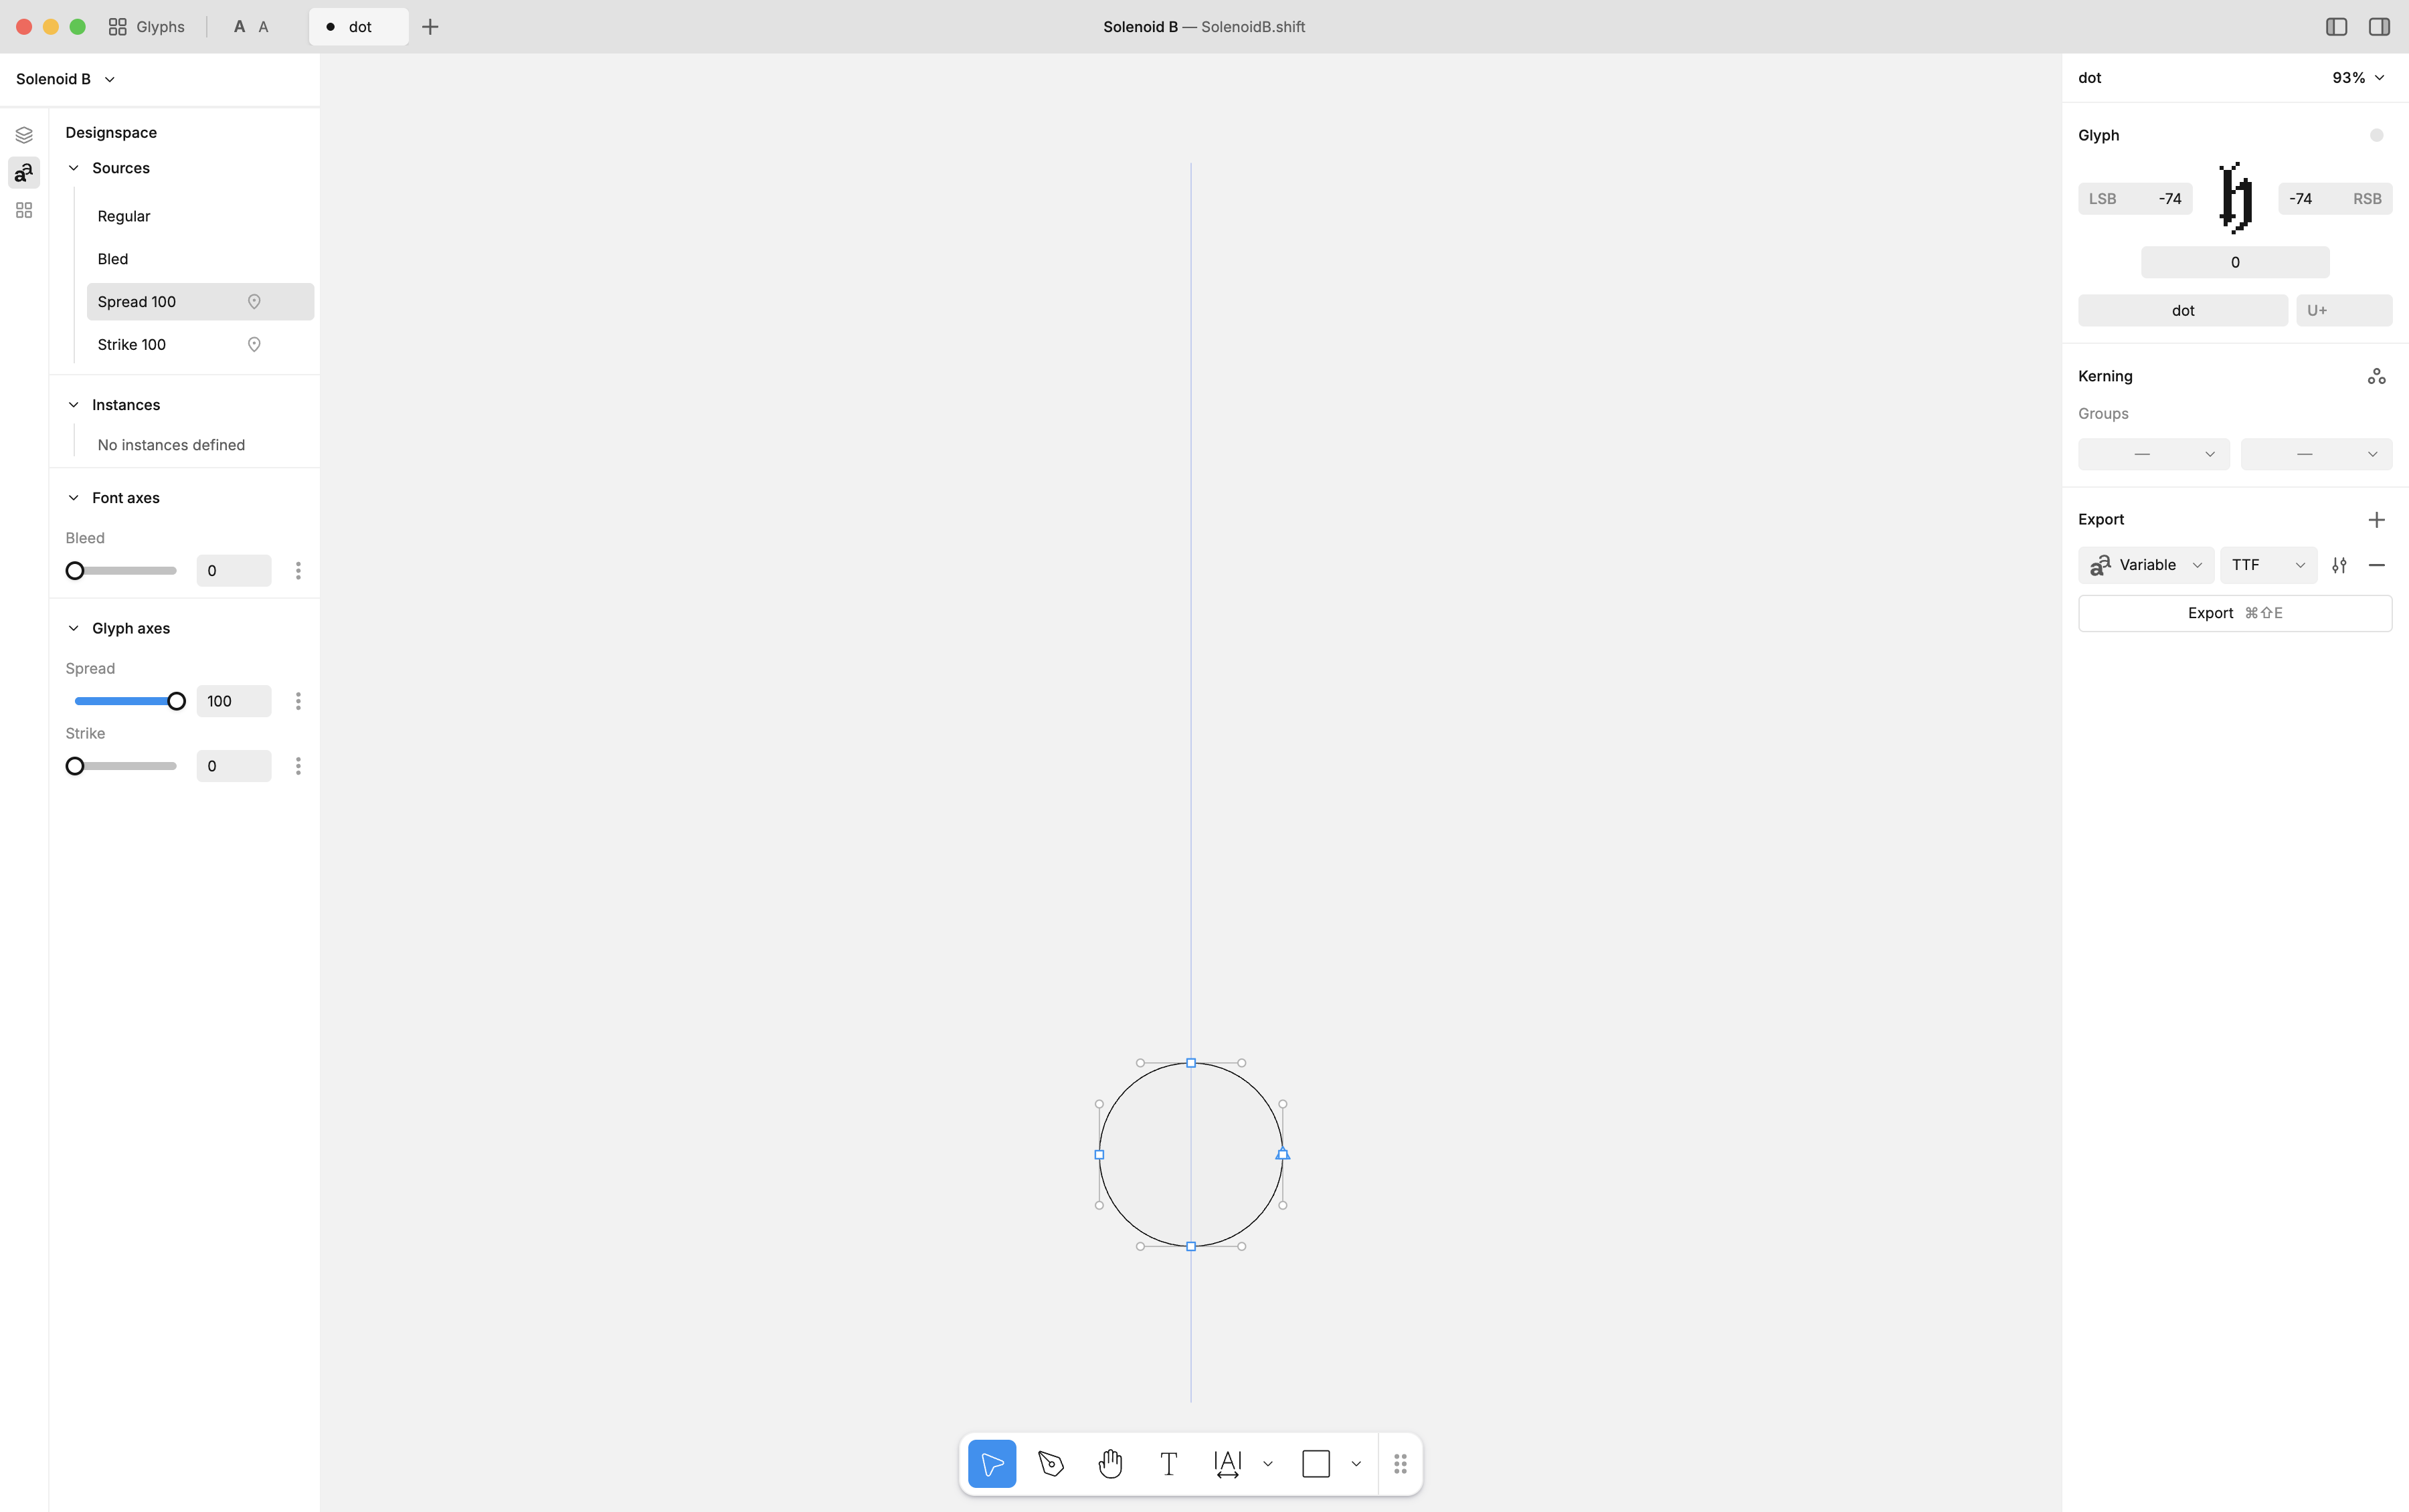 Glyphs
A A
dot
Solenoid B — SolenoidB.shift
Solenoid B
Designspace
Sources
Regular
Bled
Spread 100
Strike 100
Instances
No instances defined
Font axes
Bleed
0
Glyph axes
Spread
100
Strike
0
dot
93%
Glyph
LSB -74
-74 RSB
0
dot
U+
Kerning
Groups
— —
Export
Variable
TTF
Export ⌘⇧E